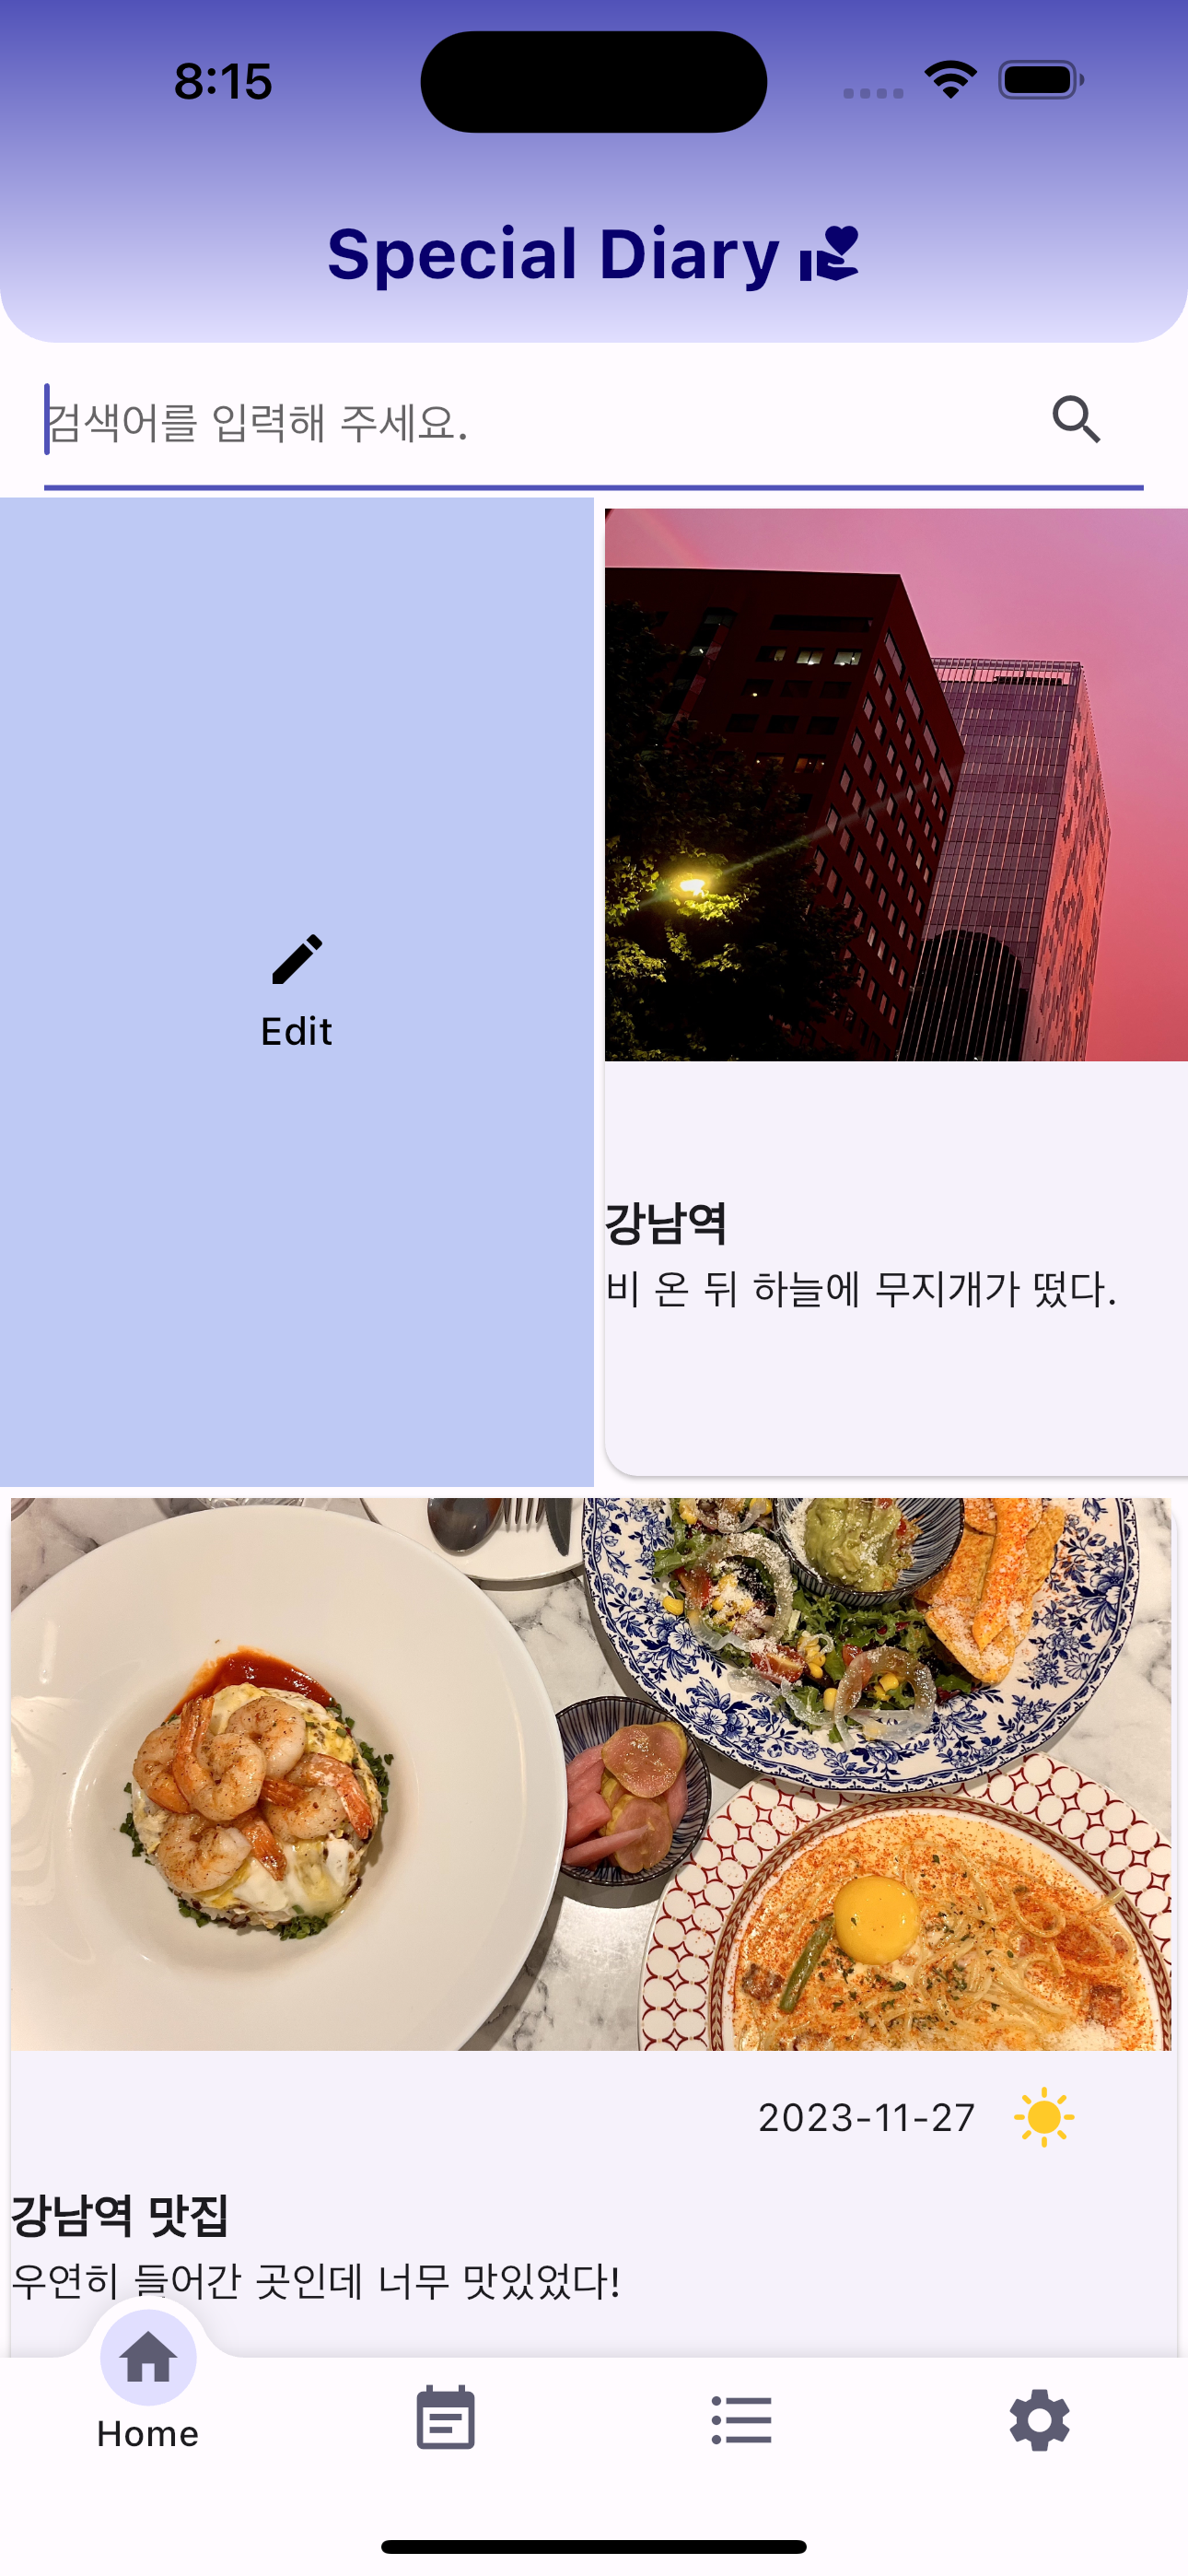 8:15
Special Diary
검색어를 입력해 주세요.
Edit
강남역
비 온 뒤 하늘에 무지개가 떴다.
2023-11-27
강남역 맛집
우연히 들어간 곳인데 너무 맛있었다!
Home